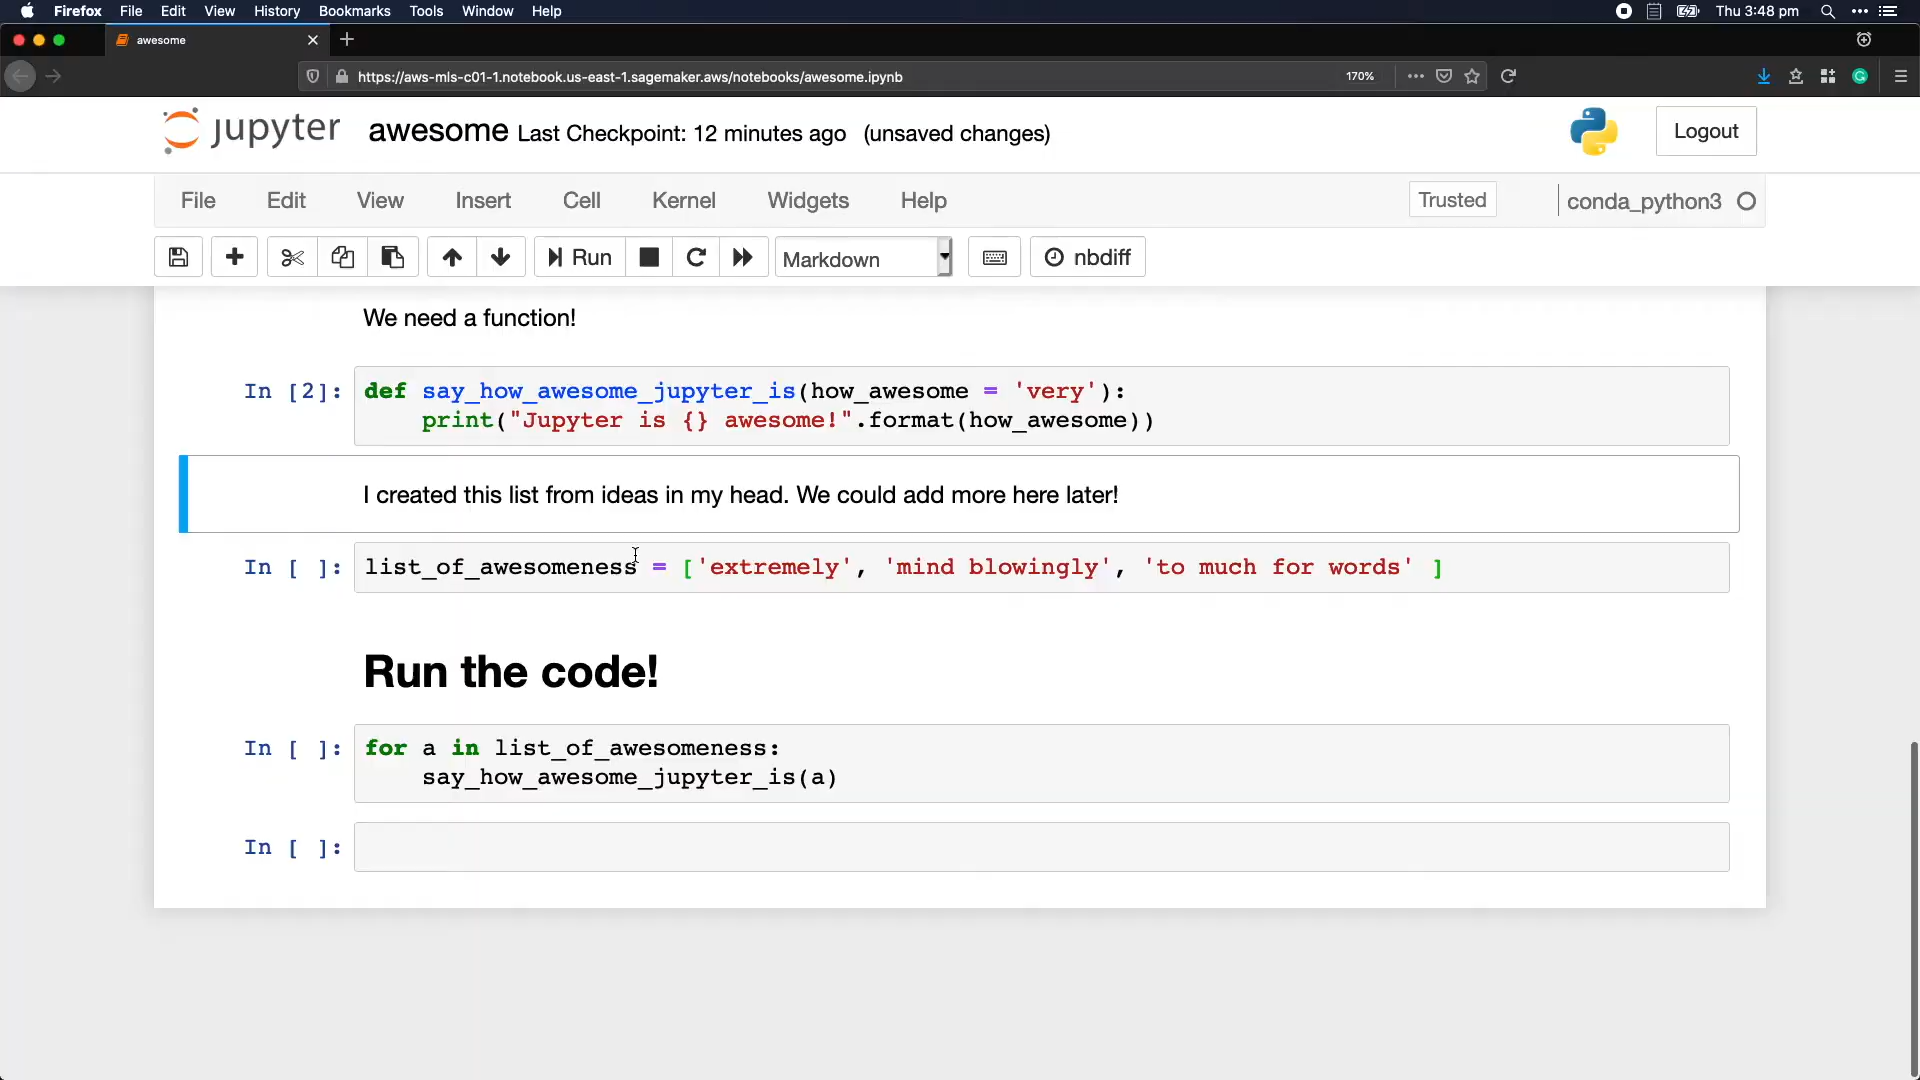 Firefox File Edit View History Bookmarks Tools Window Help Thu 3:48 pm
awesome
https://aws-mls-c01-1.notebook.us-east-1.sagemaker.aws/notebooks/awesome.ipynb 170%
jupyter awesome Last Checkpoint: 12 minutes ago (unsaved changes) Logout
File Edit View Insert Cell Kernel Widgets Help Trusted conda_python3
Run Markdown nbdiff
We need a function!
In [2]: def say_how_awesome_jupyter_is(how_awesome = 'very'):
print("Jupyter is {} awesome!".format(how_awesome))
I created this list from ideas in my head. We could add more here later!
In [ ]: list_of_awesomeness = ['extremely', 'mind blowingly', 'to much for words' ]
Run the code!
In [ ]: for a in list_of_awesomeness:
say_how_awesome_jupyter_is(a)
In [ ]: